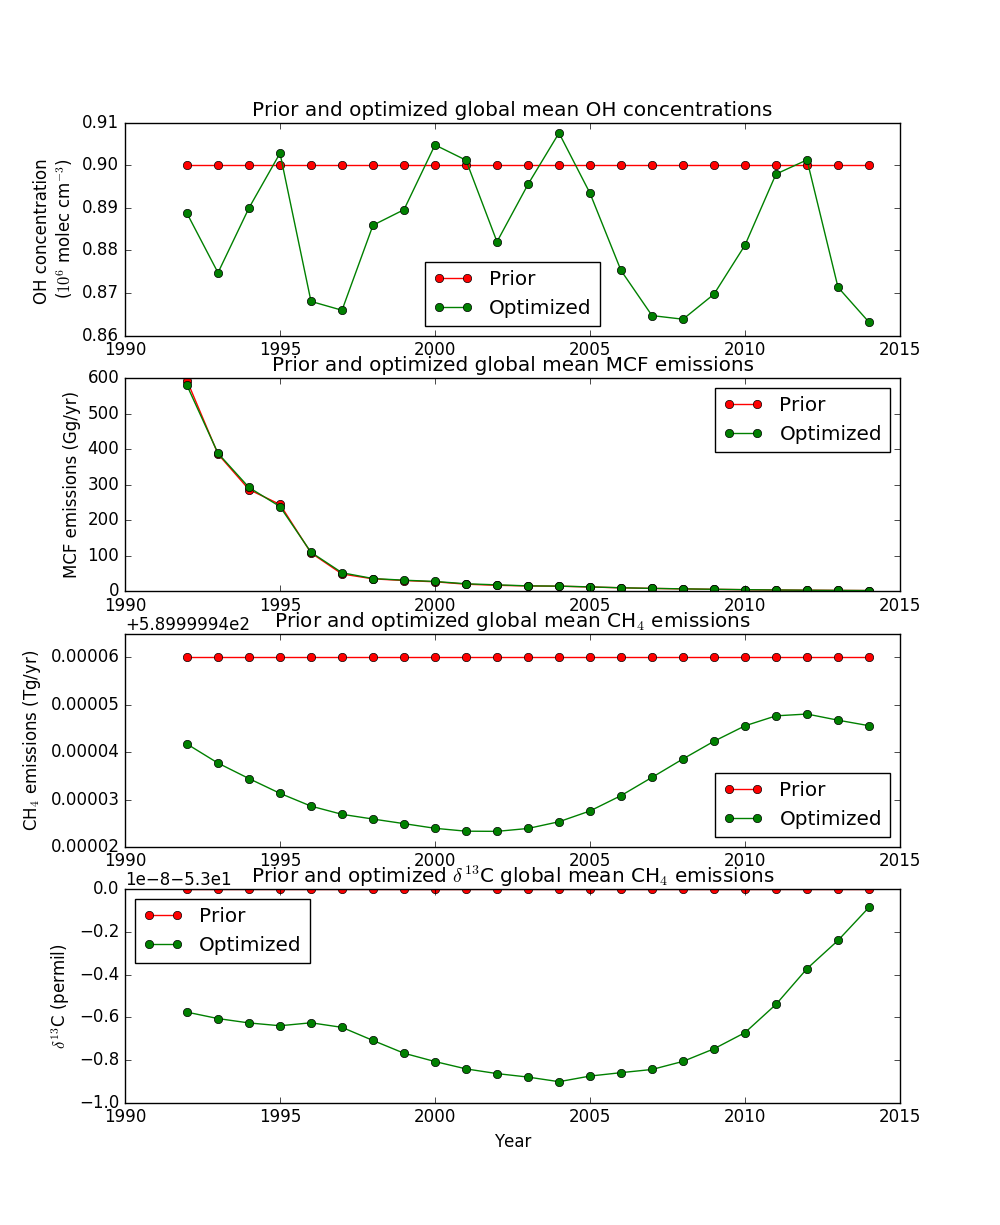 Prior and optimized global mean OH concentrations
OH concentration
(10⁶ molec cm⁻³)
0.91
0.90
0.89
0.88
0.87
0.86
Prior
Optimized
1990 1995 2000 2005 2010 2015
Prior and optimized global mean MCF emissions
MCF emissions (Gg/yr)
600
500
400
300
200
100
0
Prior
Optimized
1990 1995 2000 2005 2010 2015
+5.8999994e2
Prior and optimized global mean CH₄ emissions
CH₄ emissions (Tg/yr)
0.00006
0.00005
0.00004
0.00003
0.00002
Prior
Optimized
1990 1995 2000 2005 2010 2015
1e−8−5.3e1
Prior and optimized δ¹³C global mean CH₄ emissions
δ¹³C (permil)
0.0
−0.2
−0.4
−0.6
−0.8
−1.0
Prior
Optimized
1990 1995 2000 2005 2010 2015
Year